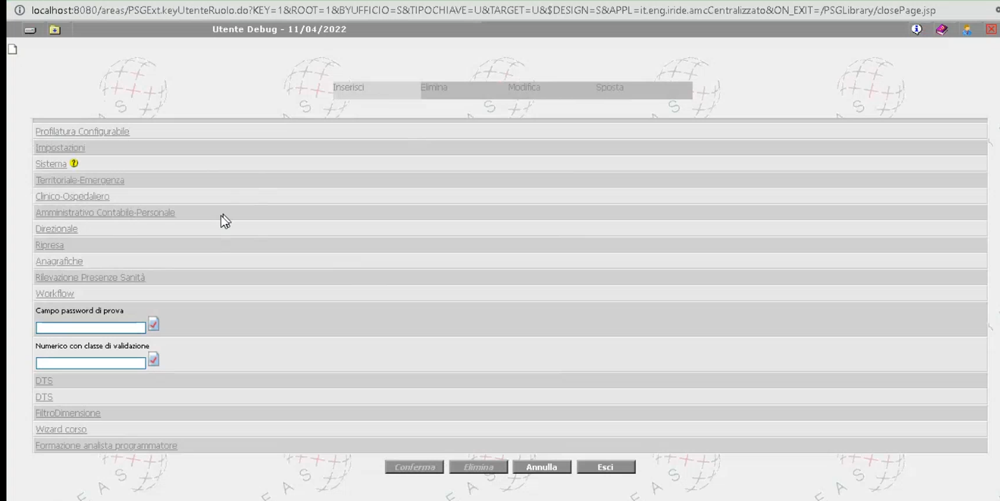 localhost:8080/areas/PSGExt.keyUtenteRuolo.do?KEY=1&ROOT=1&BYUFFICIO=S&TIPOCHIAVE=U&TARGET=U&$DESIGN=S&APPL=it.eng.iride.amcCentralizzato&ON_EXIT=/PSGLibrary/closePage.jsp
Utente Debug - 11/04/2022
Inserisci Elimina Modifica Sposta
Profilatura Configurabile
Impostazioni
Sistema
Territoriale-Emergenza
Clinico-Ospedaliero
Amministrativo Contabile-Personale
Direzionale
Ripresa
Anagrafiche
Rilevazione Presenze Sanità
Workflow
Campo password di prova
Numerico con classe di validazione
DTS
DTS
FiltroDimensione
Wizard corso
Formazione analista programmatore
Conferma Elimina Annulla Esci